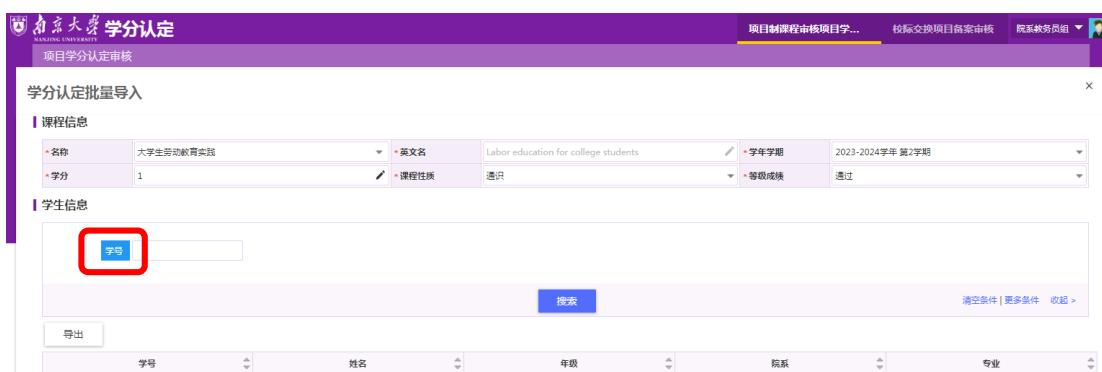 南京大学 学分认定 项目制课程审核项目学... 校际交换项目备案审核 院系教务员组
NANJING UNIVERSITY
项目学分认定审核
学分认定批量导入 ×
课程信息
*名称 大学生劳动教育实践 *英文名 Labor education for college students *学年学期 2023-2024学年 第2学期
*学分 1 *课程性质 通识 *等级成绩 通过
学生信息
学号
搜索 清空条件 | 更多条件 收起 >
导出
学号 姓名 年级 院系 专业